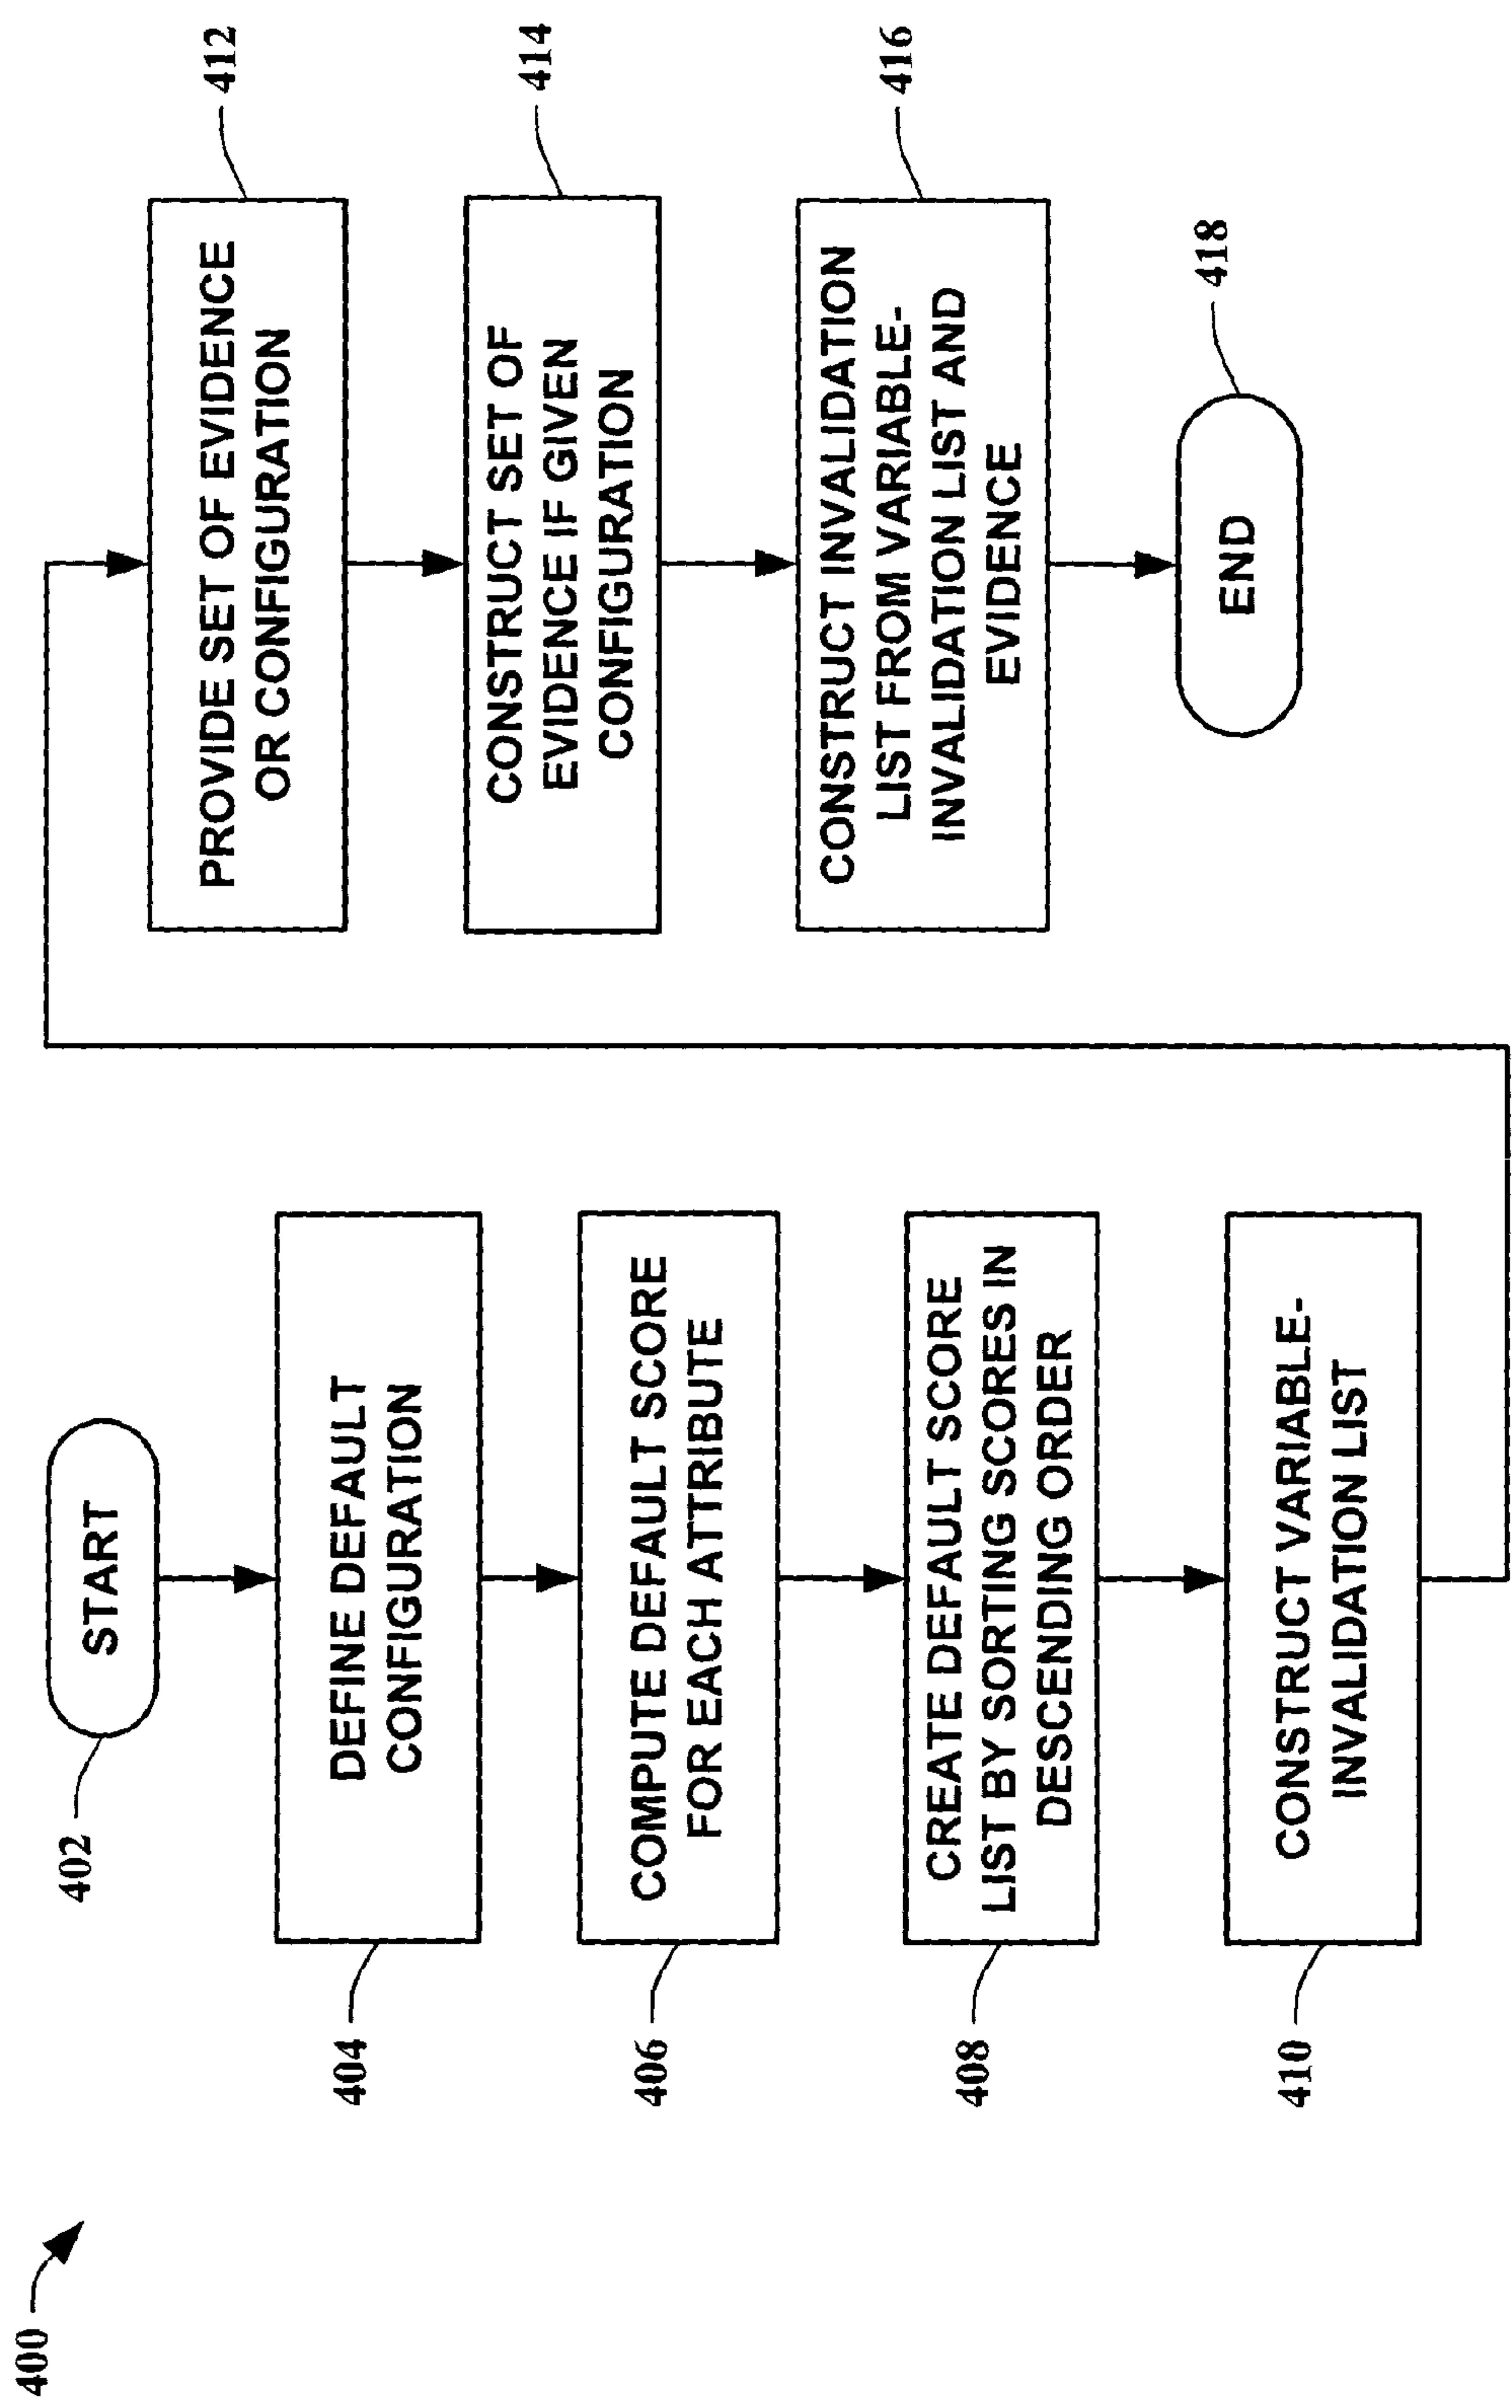 400
START
402
DEFINE DEFAULT
CONFIGURATION
404
COMPUTE DEFAULT SCORE
FOR EACH ATTRIBUTE
406
CREATE DEFAULT SCORE
LIST BY SORTING SCORES IN
DESCENDING ORDER
408
CONSTRUCT VARIABLE-
INVALIDATION LIST
410
PROVIDE SET OF EVIDENCE
OR CONFIGURATION
412
CONSTRUCT SET OF
EVIDENCE IF GIVEN
CONFIGURATION
414
CONSTRUCT INVALIDATION
LIST FROM VARIABLE-
INVALIDATION LIST AND
EVIDENCE
416
END
418